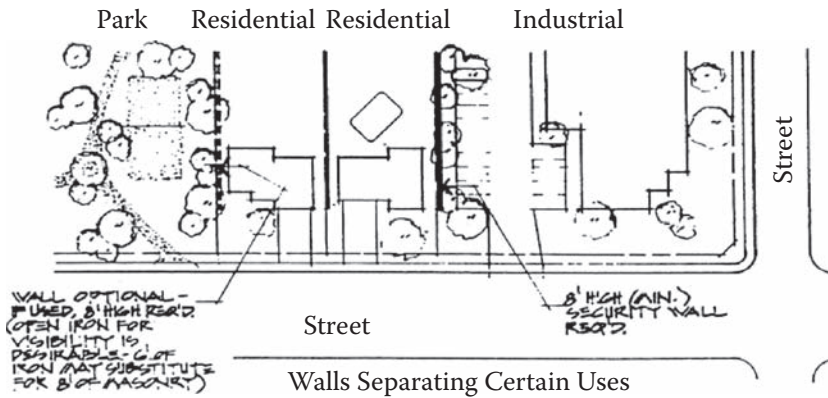 Park Residential Residential Industrial
Street
WALL OPTIONAL -
IF USED, 8' HIGH REQ'D.
(OPEN IRON FOR
VISIBILITY IS
DESIRABLE - 6' OF
IRON MAY SUBSTITUTE
FOR 8' OF MASONRY)
Street
8' HIGH (MIN.)
SECURITY WALL
REQ'D.
Walls Separating Certain Uses